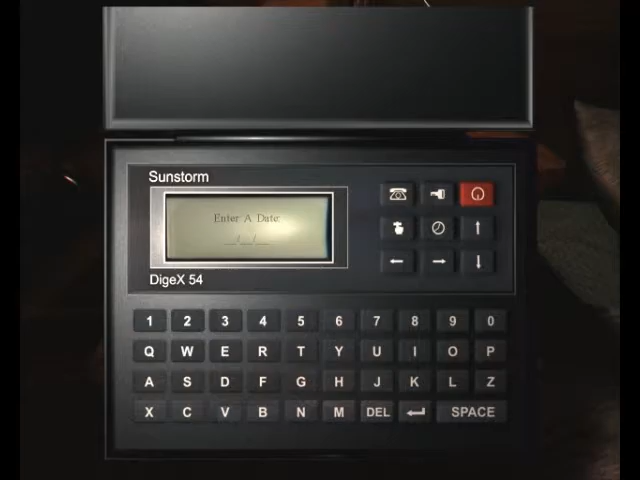 Sunstorm
Enter A Date:
__/__/__
DigeX 54
1 2 3 4 5 6 7 8 9 0
Q W E R T Y U I O P
A S D F G H J K L Z
X C V B N M DEL SPACE